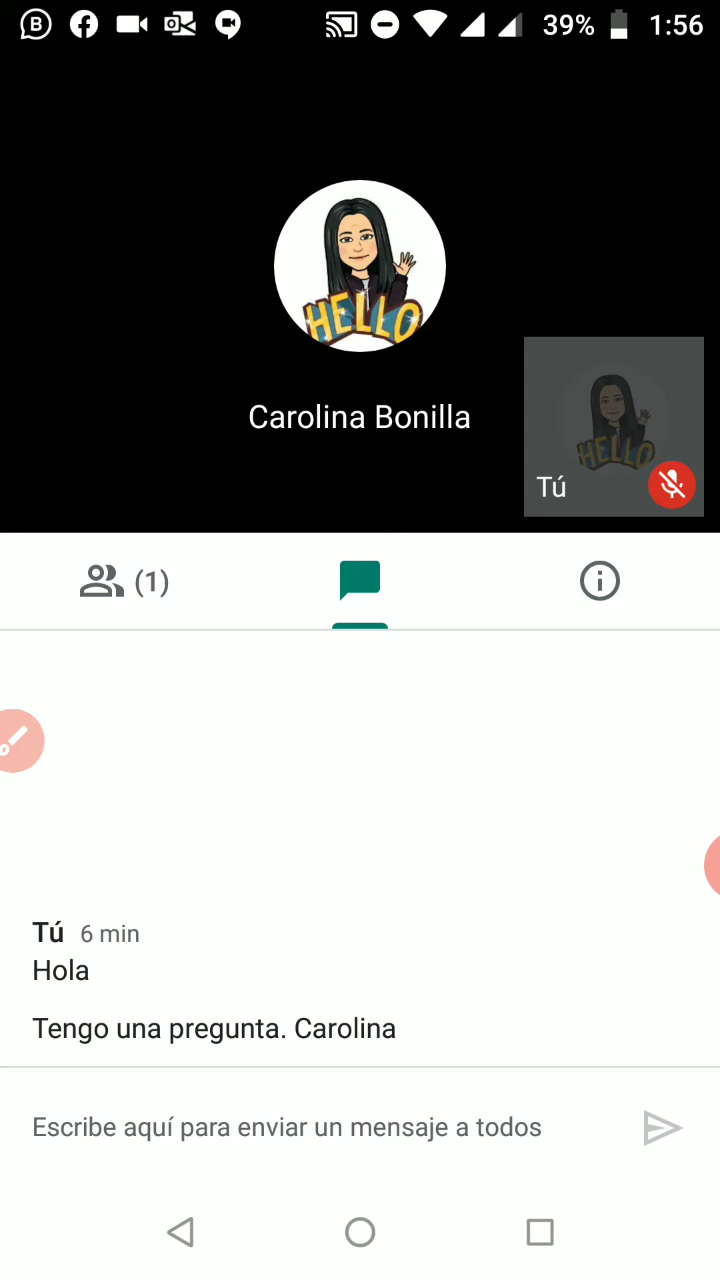 39% 1:56
HELLO
Carolina Bonilla
HELLO
Tú
(1)
Tú 6 min
Hola
Tengo una pregunta. Carolina
Escribe aquí para enviar un mensaje a todos